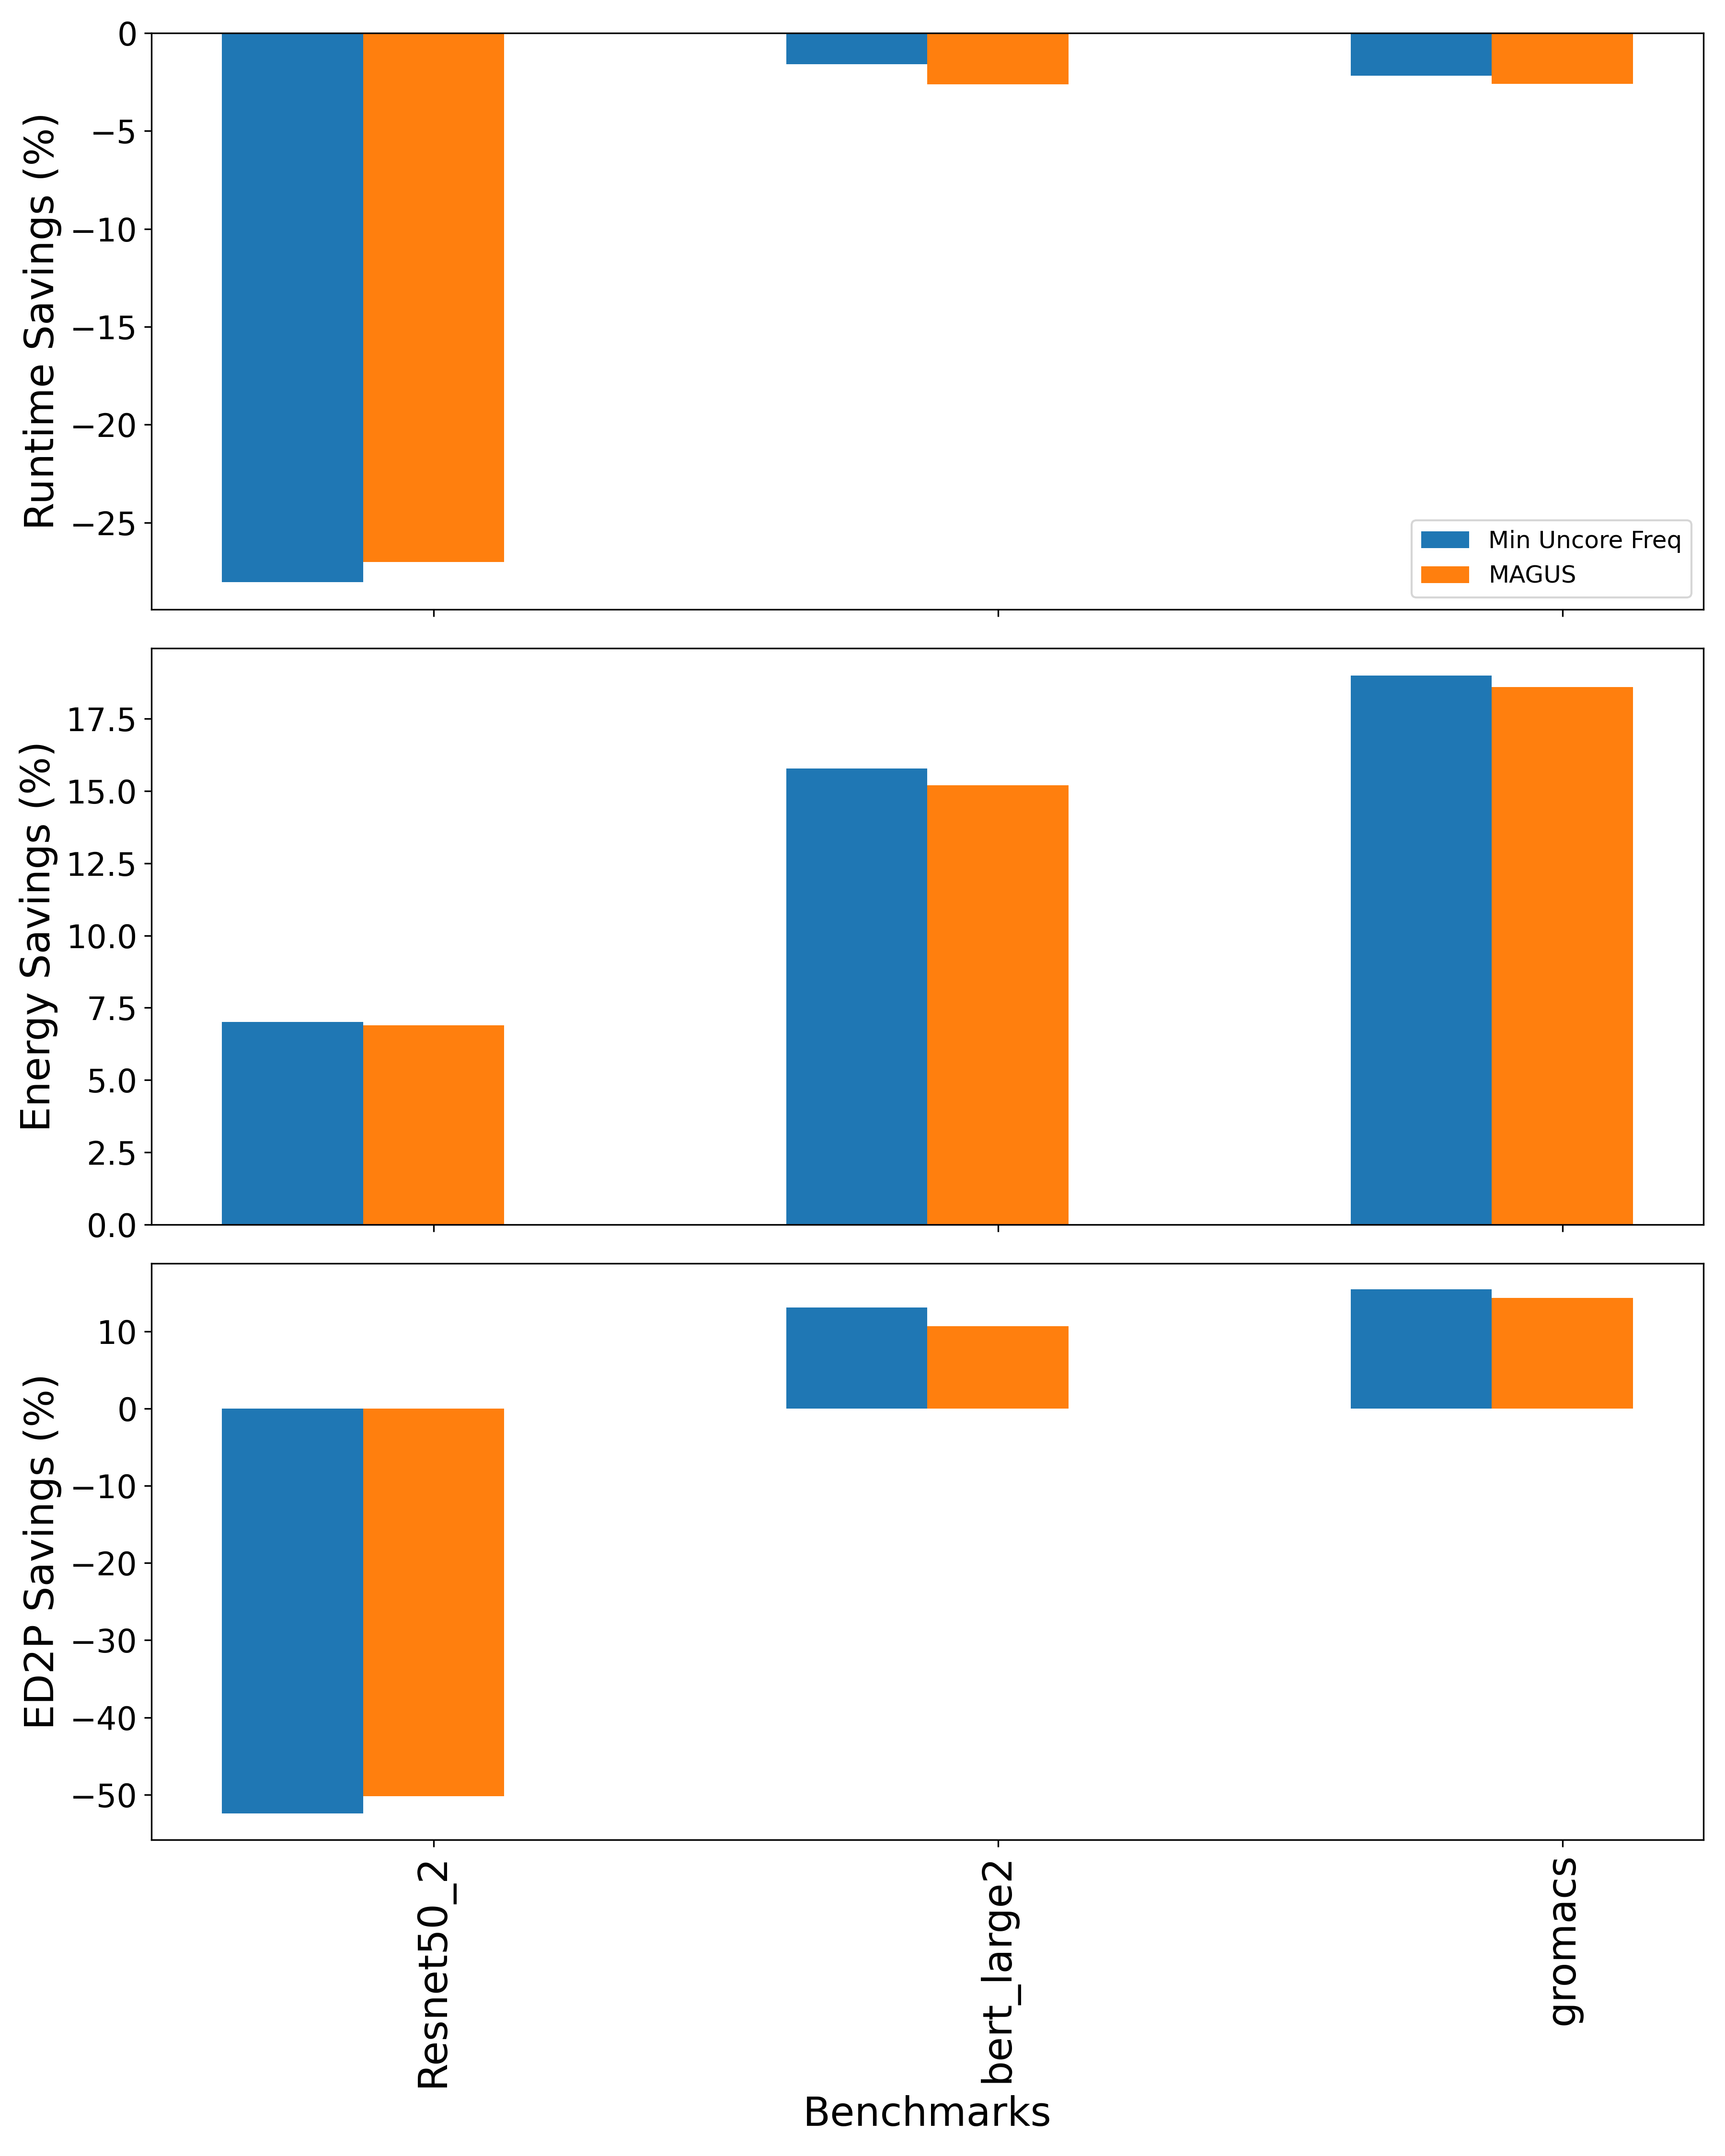 Runtime Savings (%)
0
−5
−10
−15
−20
−25
Min Uncore Freq
MAGUS
Energy Savings (%)
17.5
15.0
12.5
10.0
7.5
5.0
2.5
0.0
ED2P Savings (%)
10
0
−10
−20
−30
−40
−50
Resnet50_2
bert_large2
gromacs
Benchmarks